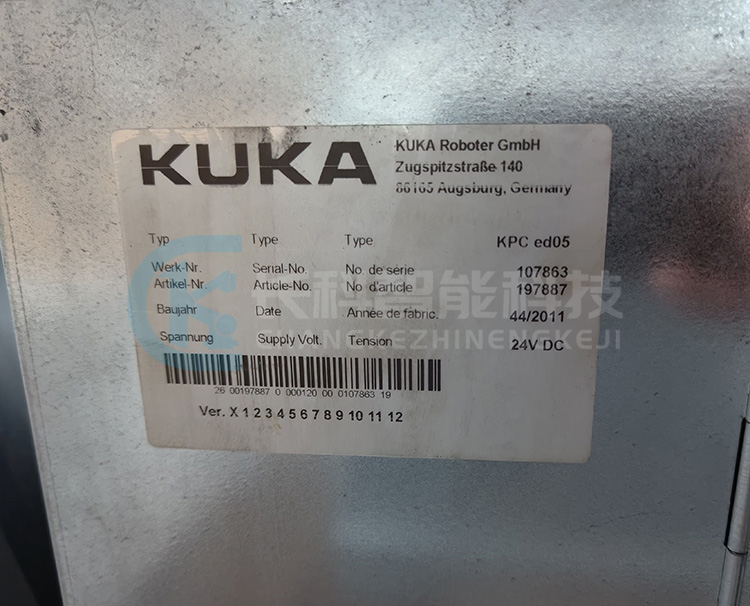 KUKA
KUKA Roboter GmbH
Zugspitzstraße 140
86165 Augsburg, Germany
Typ Type Type KPC ed05
Werk-Nr. Serial-No. No. de série 107863
Artikel-Nr. Article-No. No d'article 197887
Baujahr Date Année de fabric. 44/2011
Spannung Supply Volt. Tension 24V DC
26 00197887 0 000120 00 0107863 19
Ver. X 1 2 3 4 5 6 7 8 9 10 11 12
长科智能科技
CHANGKEZHINENGKEJI